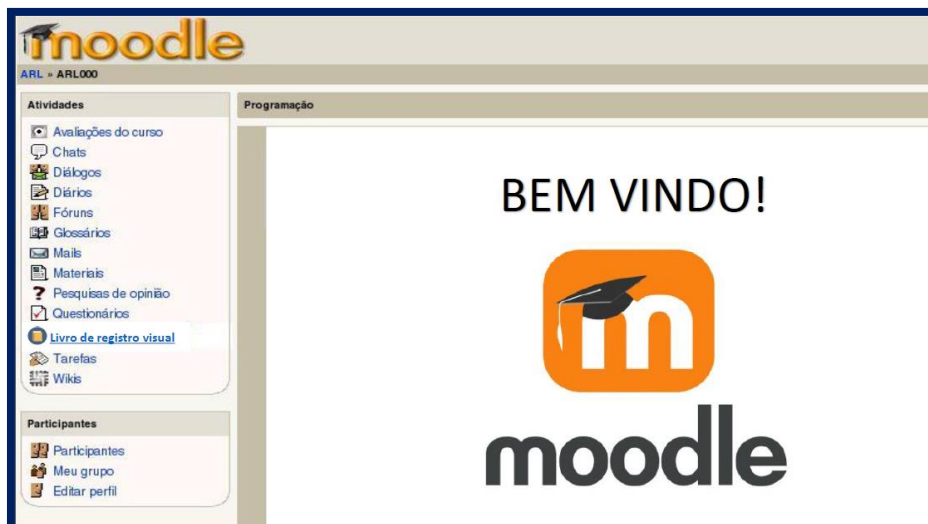 moodle
ARL » ARL000
Atividades
Avaliações do curso
Chats
Diálogos
Diários
Fóruns
Glossários
Mails
Materiais
Pesquisas de opinião
Questionários
Livro de registro visual
Tarefas
Wikis
Participantes
Participantes
Meu grupo
Editar perfil
Programação
BEM VINDO!
m
moodle